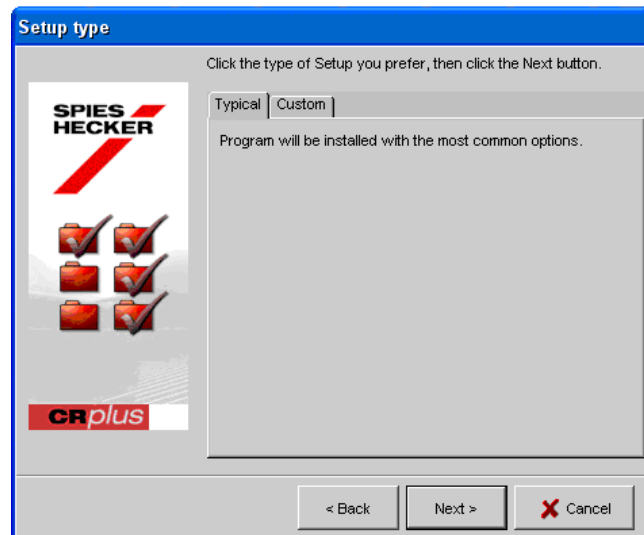 Setup type
Click the type of Setup you prefer, then click the Next button.
SPIES
HECKER
Typical Custom
Program will be installed with the most common options.
CRplus
< Back Next > Cancel